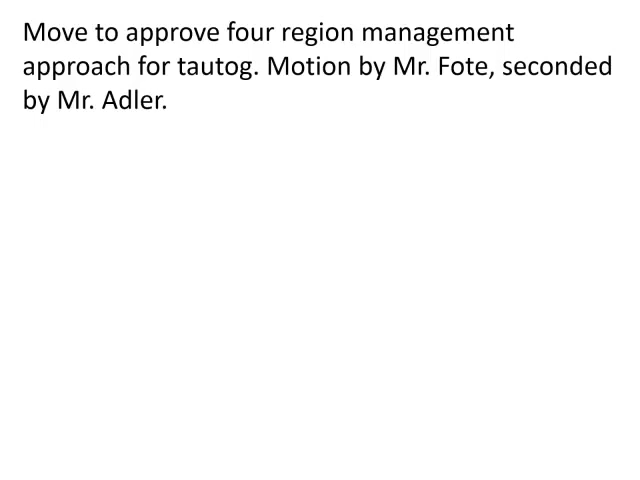 Move to approve four region management
approach for tautog. Motion by Mr. Fote, seconded
by Mr. Adler.